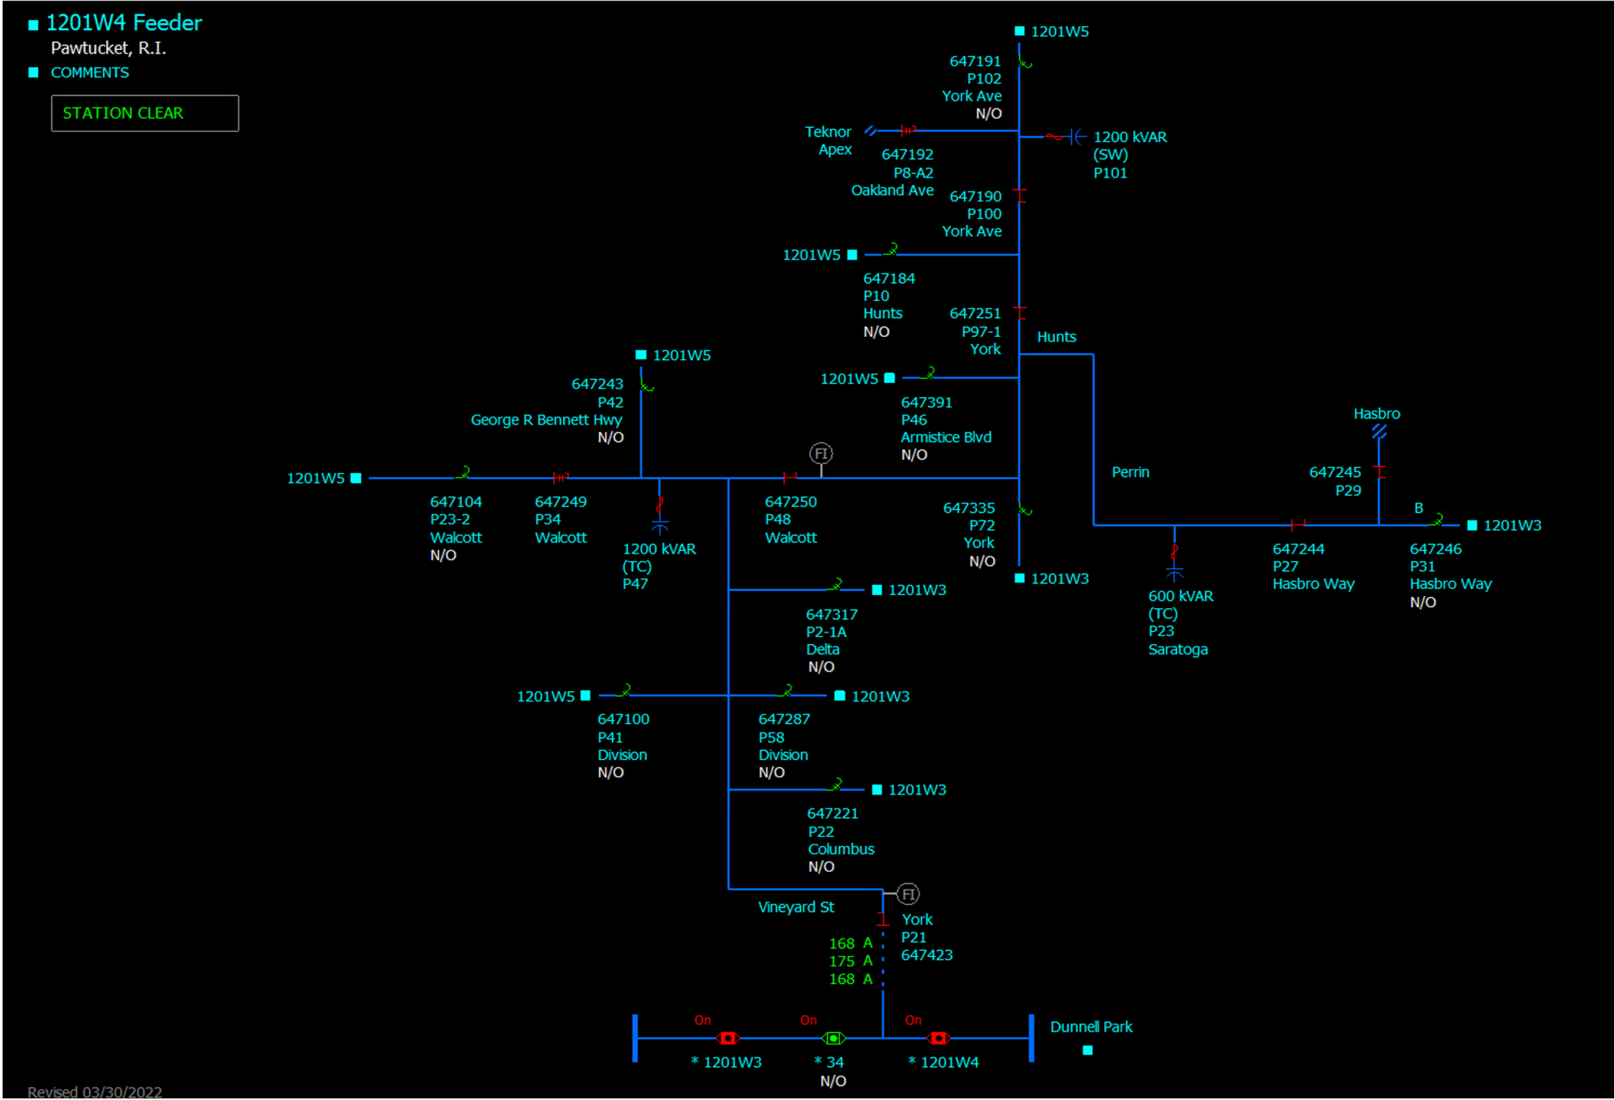 1201W4 Feeder
Pawtucket, R.I.
COMMENTS
STATION CLEAR
1201W5
647191
P102
York Ave
N/O
Teknor
Apex
647192
P8-A2
Oakland Ave
1200 kVAR
(SW)
P101
647190
P100
York Ave
1201W5
647184
P10
Hunts
N/O
647251
P97-1
York
Hunts
1201W5
647243
P42
George R Bennett Hwy
N/O
1201W5
647391
P46
Armistice Blvd
N/O
FI
1201W5
647104
P23-2
Walcott
N/O
647249
P34
Walcott
1200 kVAR
(TC)
P47
647250
P48
Walcott
647335
P72
York
N/O
1201W3
Perrin
Hasbro
647245
P29
B
1201W3
647244
P27
Hasbro Way
647246
P31
Hasbro Way
N/O
600 kVAR
(TC)
P23
Saratoga
1201W3
647317
P2-1A
Delta
N/O
1201W5
647100
P41
Division
N/O
1201W3
647287
P58
Division
N/O
1201W3
647221
P22
Columbus
N/O
Vineyard St
FI
York
P21
647423
168 A
175 A
168 A
On
On
On
* 1201W3
* 34
N/O
* 1201W4
Dunnell Park
Revised 03/30/2022